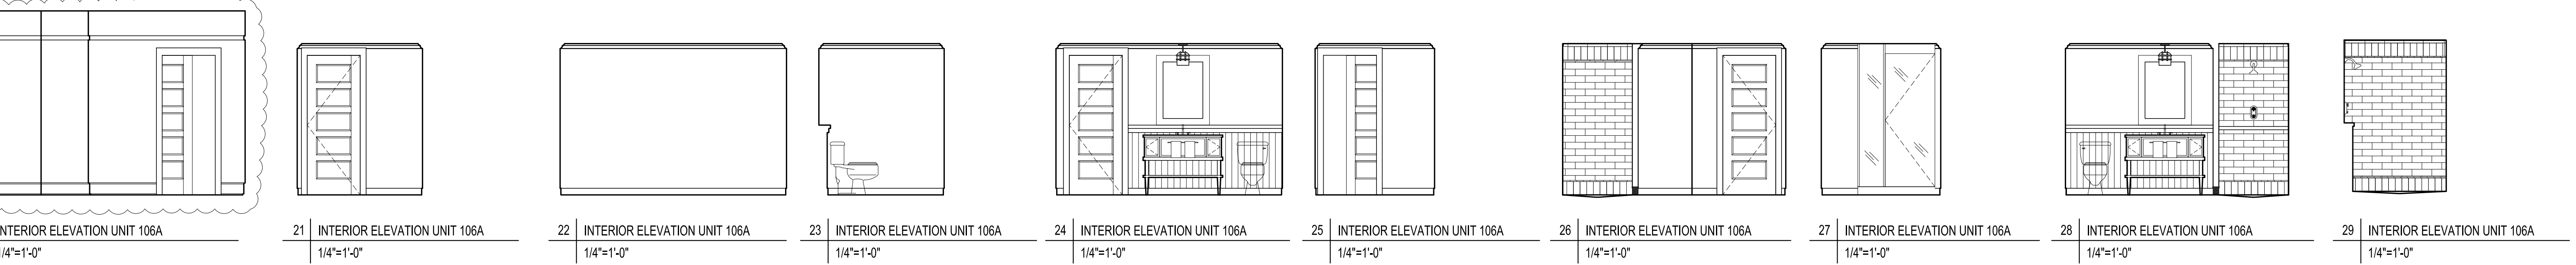 NTERIOR ELEVATION UNIT 106A
1/4"=1'-0"
21 INTERIOR ELEVATION UNIT 106A
1/4"=1'-0"
22 INTERIOR ELEVATION UNIT 106A
1/4"=1'-0"
23 INTERIOR ELEVATION UNIT 106A
1/4"=1'-0"
24 INTERIOR ELEVATION UNIT 106A
1/4"=1'-0"
25 INTERIOR ELEVATION UNIT 106A
1/4"=1'-0"
26 INTERIOR ELEVATION UNIT 106A
1/4"=1'-0"
27 INTERIOR ELEVATION UNIT 106A
1/4"=1'-0"
28 INTERIOR ELEVATION UNIT 106A
1/4"=1'-0"
29 INTERIOR ELEVATION UNIT 106A
1/4"=1'-0"